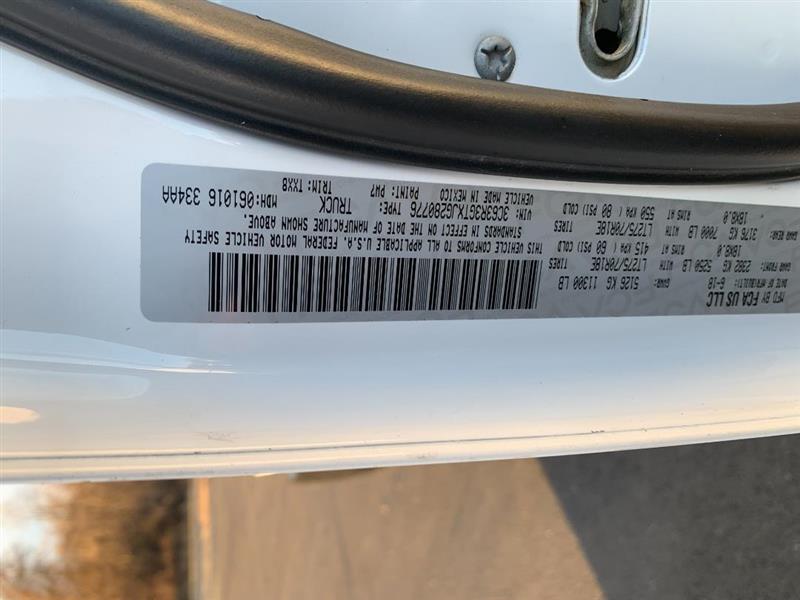 MFD BY FCA US LLC
DATE OF MFR(BUILT): 6-18 GVWR: 5126 KG 11300 LB
GAWR FRONT: 2382 KG 5250 LB WITH TIRES LT275/70R18E
18X8.0 RIMS AT 415 KPA ( 60 PSI) COLD
GAWR REAR: 3176 KG 7000 LB WITH TIRES LT275/70R18E
18X8.0 RIMS AT 550 KPA ( 80 PSI) COLD
THIS VEHICLE CONFORMS TO ALL APPLICABLE U.S.A. FEDERAL MOTOR VEHICLE SAFETY
STANARDS IN EFFECT ON THE DATE OF MANUFACTURE SHOWN ABOVE.
VIN: 3C63R3GTXJG280776 TYPE: TRUCK MDH:061016 334AA
VEHICLE MADE IN MEXICO PAINT: PW7 TRIM: TXX8